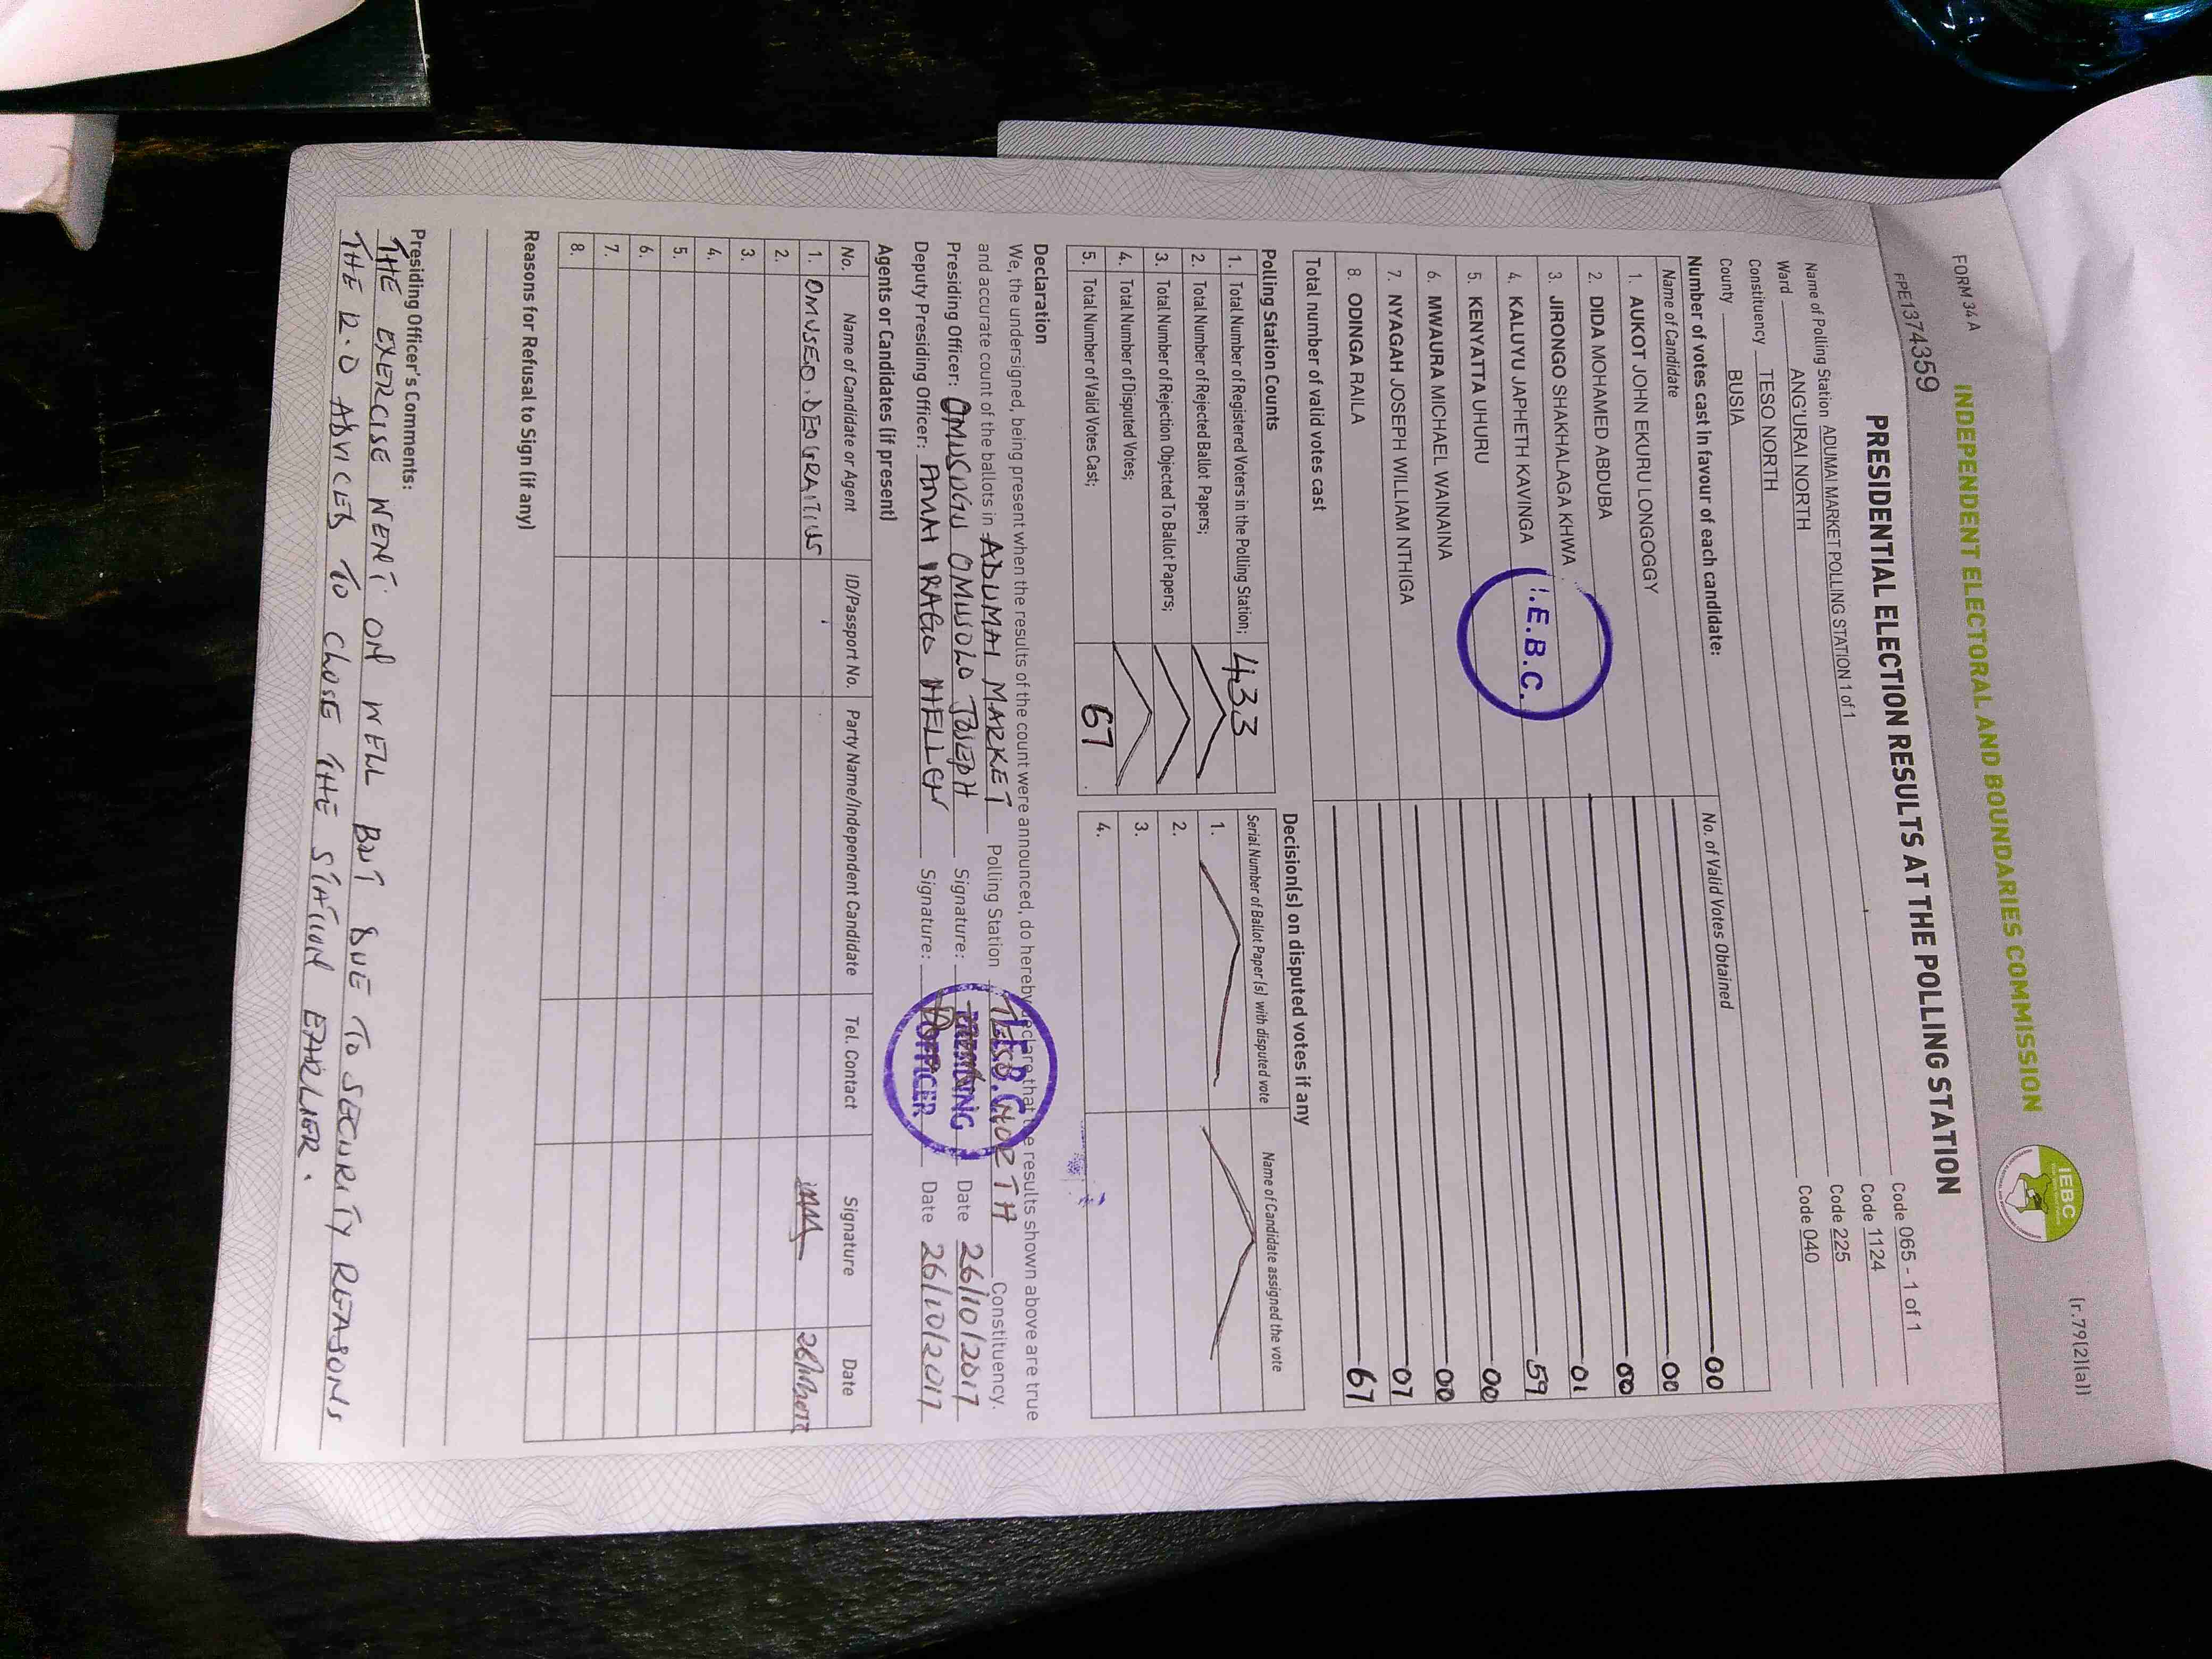 FORM 34 A
(r.79(2)(a))
INDEPENDENT ELECTORAL AND BOUNDARIES COMMISSION
IEBC
PE1374359
PRESIDENTIAL ELECTION RESULTS AT THE POLLING STATION
Name of Polling Station ADUMAI MARKET POLLING STATION 1 of 1 Code 065 - 1 of 1
Ward ANG'URAI NORTH Code 1124
Constituency TESO NORTH Code 225
County BUSIA Code 040
Number of votes cast in favour of each candidate:
Name of Candidate No. of Valid Votes Obtained
1. AUKOT JOHN EKURU LONGOGGY 00
2. DIDA MOHAMED ABDUBA 00
3. JIRONGO SHAKHALAGA KHWA 00
4. KALUYU JAPHETH KAVINGA 01
5. KENYATTA UHURU 59
6. MWAURA MICHAEL WAINAINA 00
7. NYAGAH JOSEPH WILLIAM NTHIGA 00
8. ODINGA RAILA 07
Total number of valid votes cast 67
I.E.B.C.
Polling Station Counts
1. Total Number of Registered Voters in the Polling Station; 433
2. Total Number of Rejected Ballot Papers;
3. Total Number of Rejection Objected To Ballot Papers;
4. Total Number of Disputed Votes;
5. Total Number of Valid Votes Cast; 67
Decision(s) on disputed votes if any
Serial Number of Ballot Paper (s) with disputed vote Name of Candidate assigned the vote
1.
2.
3.
4.
Declaration
We, the undersigned, being present when the results of the count were announced, do hereby declare that the results shown above are true
and accurate count of the ballots in ADUMAI MARKET Polling Station TESO NORTH Constituency.
Presiding Officer: OMUSUGU OMUSOLO JOSEPH Signature: Date 26/10/2017
Deputy Presiding Officer: HELLEN Signature: Date 26/10/2017
I.E.B.C.
PRESIDING
OFFICER
Agents or Candidates (if present)
No. Name of Candidate or Agent ID/Passport No. Party Name/Independent Candidate Tel. Contact Signature Date
1. OMUSEO. DEOGRATIUS 26/10/2017
2.
3.
4.
5.
6.
7.
8.
Reasons for Refusal to Sign (if any)
Presiding Officer's Comments:
THE EXERCISE WENT ON WELL BUT DUE TO SECURITY REASONS
THE R.O ADVICED TO CLOSE THE STATION EARLIER.